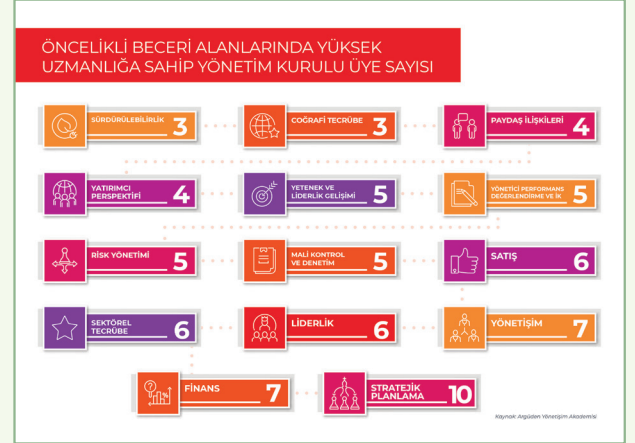 ÖNCELİKLİ BECERİ ALANLARINDA YÜKSEK
UZMANLIĞA SAHİP YÖNETİM KURULU ÜYE SAYISI
SÜRDÜRÜLEBİLİRLİK 3
COĞRAFİ TECRÜBE 3
PAYDAŞ İLİŞKİLERİ 4
YATIRIMCI
PERSPEKTİFİ 4
YETENEK VE
LİDERLİK GELİŞİMİ 5
YÖNETİCİ PERFORMANS
DEĞERLENDİRME VE İK 5
RİSK YÖNETİMİ 5
MALİ KONTROL
VE DENETİM 5
SATIŞ 6
SEKTÖREL
TECRÜBE 6
LİDERLİK 6
YÖNETİŞİM 7
FİNANS 7
STRATEJİK
PLANLAMA 10
Kaynak: Argüden Yönetişim Akademisi